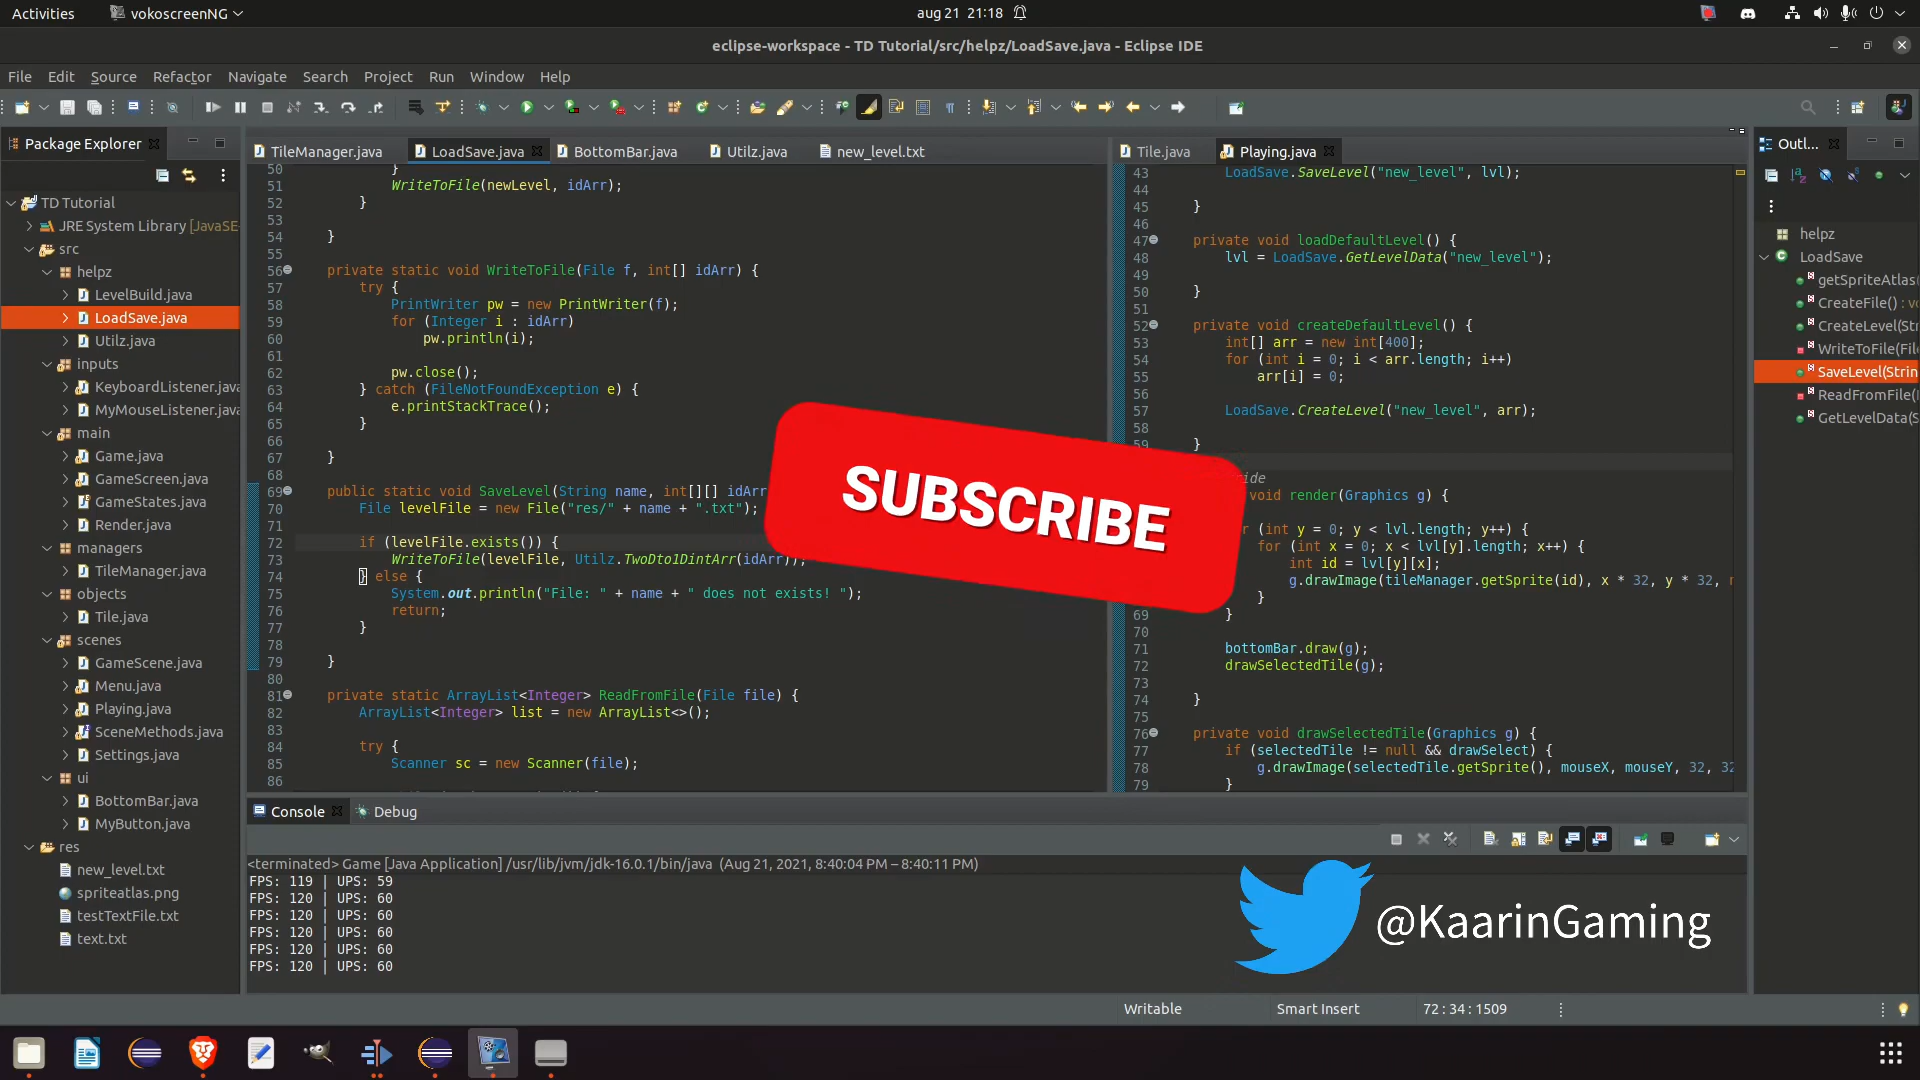 Activities
vokoscreenNG
aug 21 21:18
eclipse-workspace - TD Tutorial/src/helpz/LoadSave.java - Eclipse IDE
File Edit Source Refactor Navigate Search Project Run Window Help
Package Explorer
TD Tutorial
JRE System Library [JavaSE-
src
helpz
LevelBuild.java
LoadSave.java
Utilz.java
inputs
KeyboardListener.java
MyMouseListener.java
main
Game.java
GameScreen.java
GameStates.java
Render.java
managers
TileManager.java
objects
Tile.java
scenes
GameScene.java
Menu.java
Playing.java
SceneMethods.java
Settings.java
ui
BottomBar.java
MyButton.java
res
new_level.txt
spriteatlas.png
testTextFile.txt
text.txt
TileManager.java LoadSave.java BottomBar.java Utilz.java new_level.txt
50 }
51 WriteToFile(newLevel, idArr);
52 }
53
54 }
55
56 private static void WriteToFile(File f, int[] idArr) {
57 try {
58 PrintWriter pw = new PrintWriter(f);
59 for (Integer i : idArr)
60 pw.println(i);
61
62 pw.close();
63 } catch (FileNotFoundException e) {
64 e.printStackTrace();
65 }
66
67 }
68
69 public static void SaveLevel(String name, int[][] idArr
70 File levelFile = new File("res/" + name + ".txt");
71
72 if (levelFile.exists()) {
73 WriteToFile(levelFile, Utilz.TwoDto1DintArr(idArr));
74 } else {
75 System.out.println("File: " + name + " does not exists! ");
76 return;
77 }
78
79 }
80
81 private static ArrayList<Integer> ReadFromFile(File file) {
82 ArrayList<Integer> list = new ArrayList<>();
83
84 try {
85 Scanner sc = new Scanner(file);
86
Tile.java Playing.java
43 LoadSave.SaveLevel("new_level", lvl);
44
45 }
46
47 private void loadDefaultLevel() {
48 lvl = LoadSave.GetLevelData("new_level");
49
50 }
51
52 private void createDefaultLevel() {
53 int[] arr = new int[400];
54 for (int i = 0; i < arr.length; i++)
55 arr[i] = 0;
56
57 LoadSave.CreateLevel("new_level", arr);
58
59 }
ide
void render(Graphics g) {
r (int y = 0; y < lvl.length; y++) {
for (int x = 0; x < lvl[y].length; x++) {
int id = lvl[y][x];
g.drawImage(tileManager.getSprite(id), x * 32, y * 32, n
}
69 }
70
71 bottomBar.draw(g);
72 drawSelectedTile(g);
73
74 }
75
76 private void drawSelectedTile(Graphics g) {
77 if (selectedTile != null && drawSelect) {
78 g.drawImage(selectedTile.getSprite(), mouseX, mouseY, 32, 32
79 }
SUBSCRIBE
Outl...
helpz
LoadSave
getSpriteAtlas(
CreateFile() : vo
CreateLevel(Str
WriteToFile(File
SaveLevel(String
ReadFromFile(F
GetLevelData(S
Console Debug
<terminated> Game [Java Application] /usr/lib/jvm/jdk-16.0.1/bin/java (Aug 21, 2021, 8:40:04 PM – 8:40:11 PM)
FPS: 119 | UPS: 59
FPS: 120 | UPS: 60
FPS: 120 | UPS: 60
FPS: 120 | UPS: 60
FPS: 120 | UPS: 60
FPS: 120 | UPS: 60
@KaarinGaming
Writable Smart Insert 72 : 34 : 1509